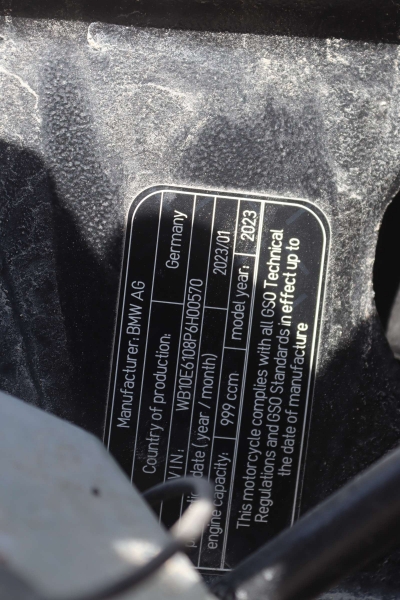 Manufacturer: BMW AG
Country of production: Germany
VIN: WB10E6108P6H00570
date (year / month) 2023/01
engine capacity: 999 ccm model year: 2023
This motorcycle complies with all GSO Technical
Regulations and GSO Standards in effect up to
the date of manufacture